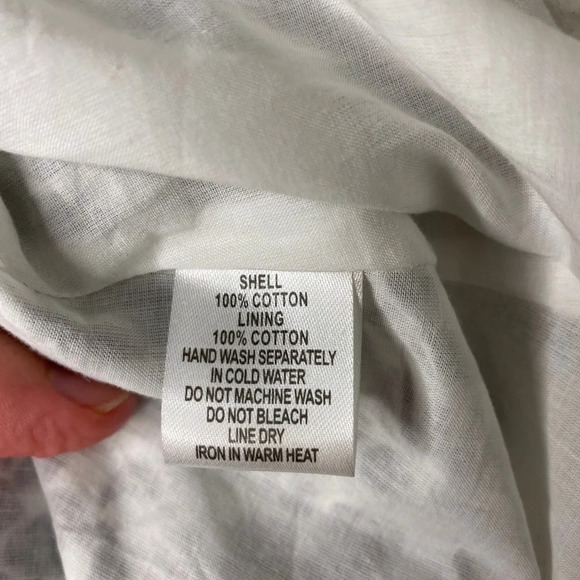 SHELL
100% COTTON
LINING
100% COTTON
HAND WASH SEPARATELY
IN COLD WATER
DO NOT MACHINE WASH
DO NOT BLEACH
LINE DRY
IRON IN WARM HEAT